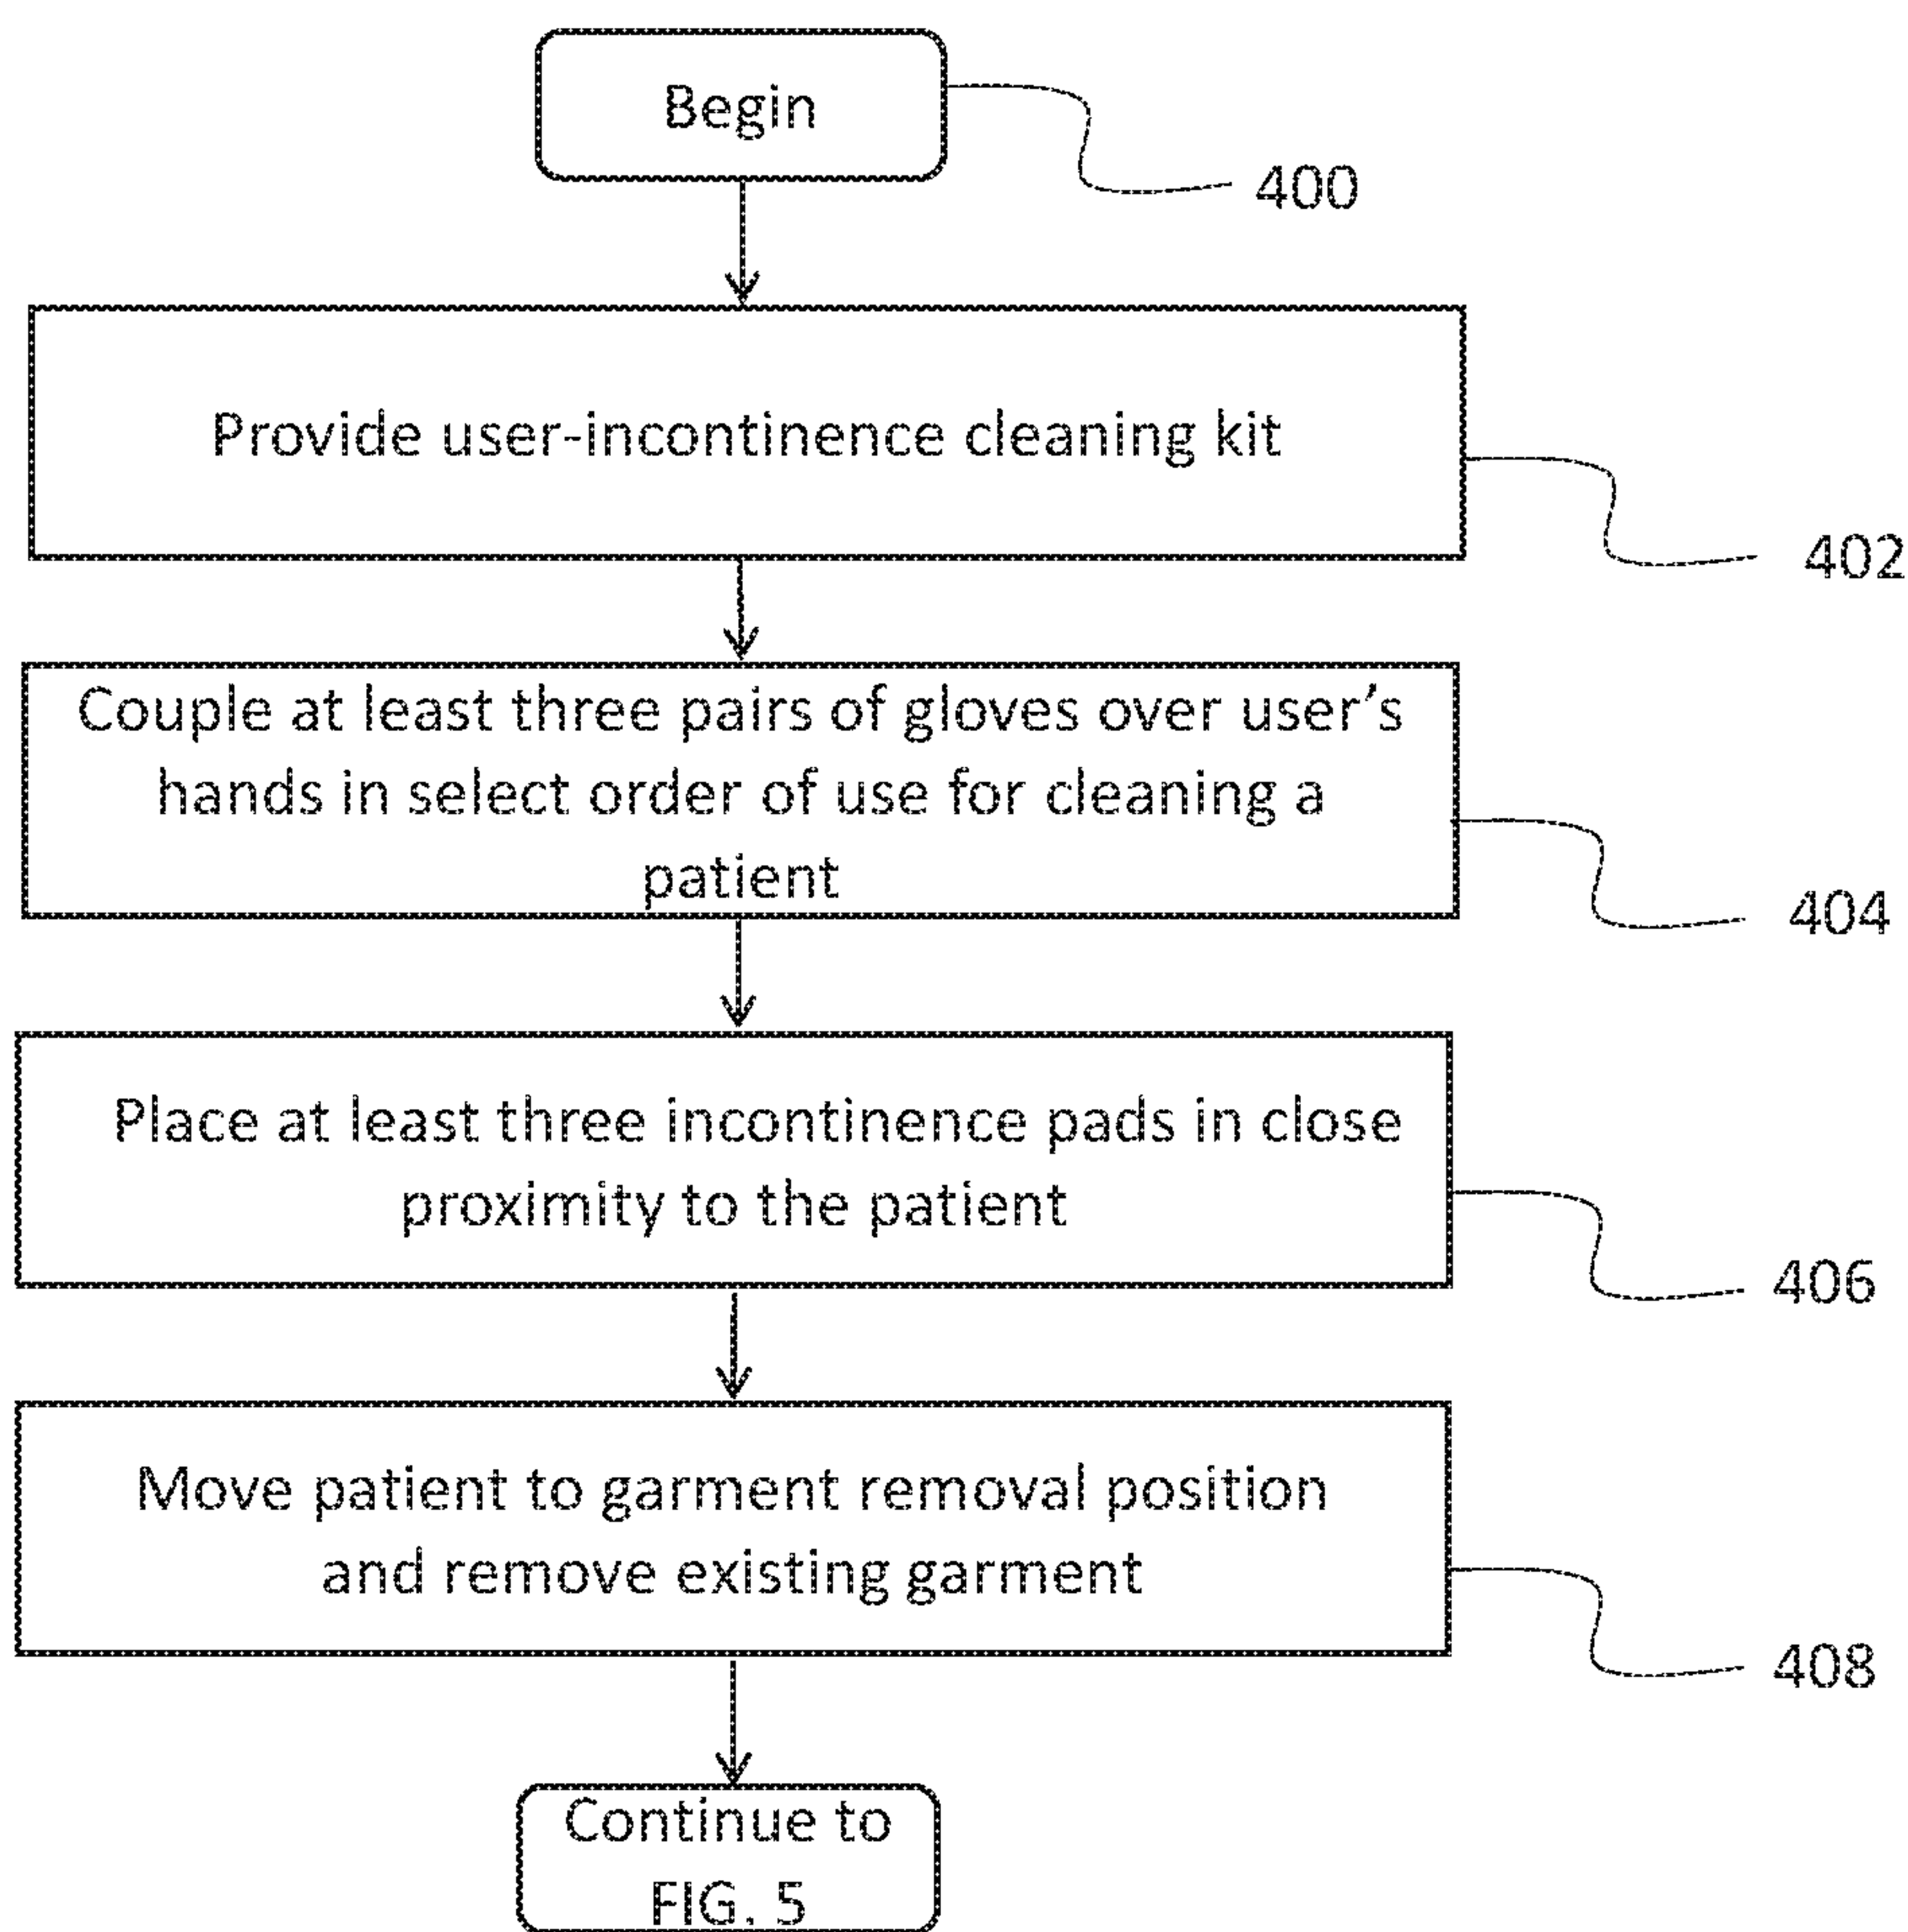 Begin
400
Provide user-incontinence cleaning kit
402
Couple at least three pairs of gloves over user's
hands in select order of use for cleaning a
patient
404
Place at least three incontinence pads in close
proximity to the patient
406
Move patient to garment removal position
and remove existing garment
408
Continue to
FIG. 5